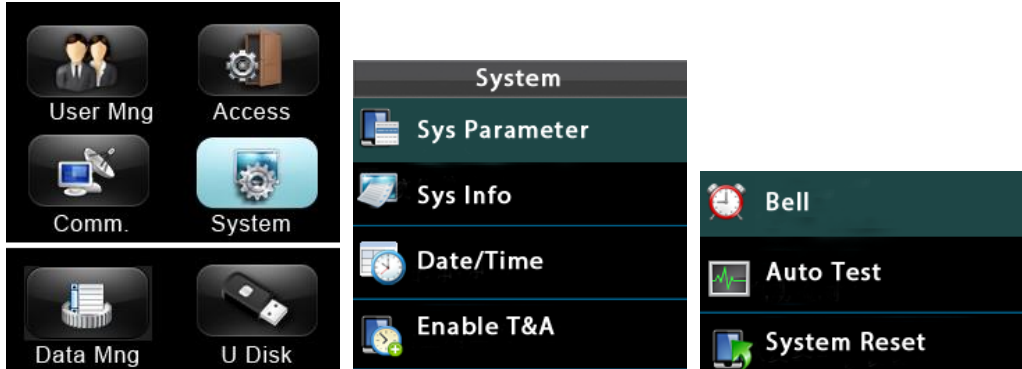 User Mng
Access
Comm.
System
Data Mng
U Disk
System
Sys Parameter
Sys Info
Date/Time
Enable T&A
Bell
Auto Test
System Reset